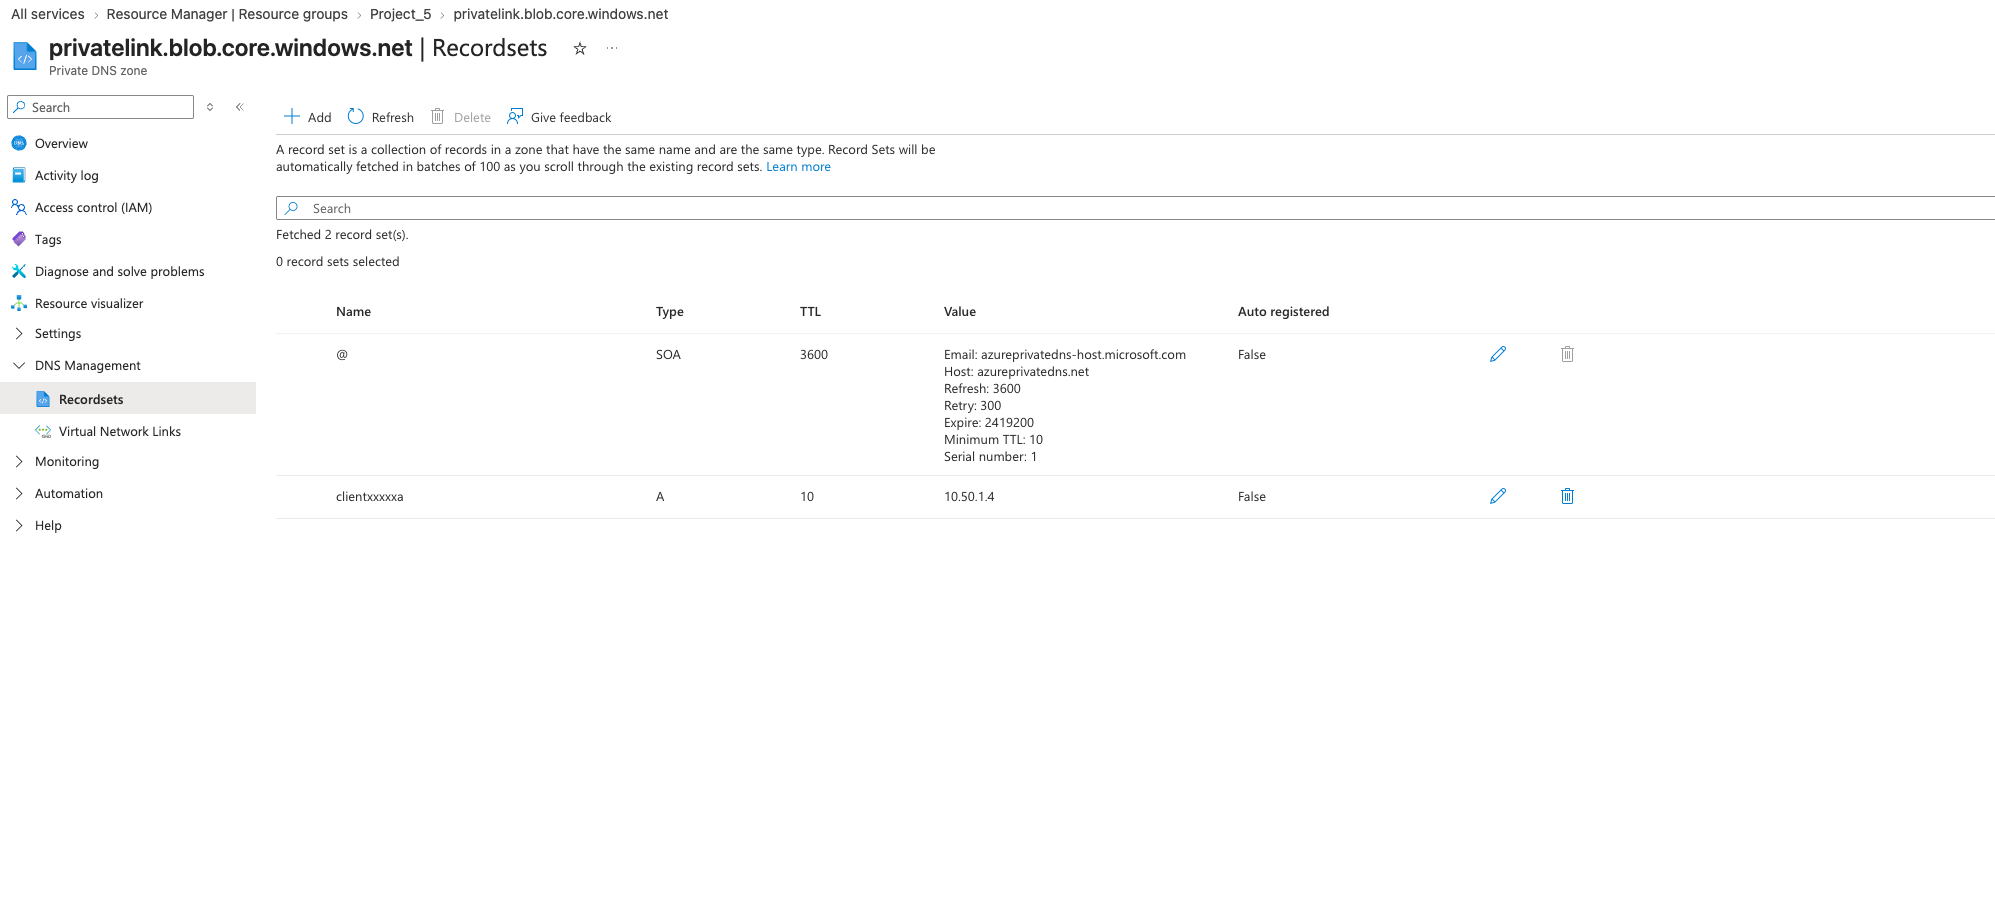 All services > Resource Manager | Resource groups > Project_5 > privatelink.blob.core.windows.net
privatelink.blob.core.windows.net | Recordsets
Private DNS zone
Search
Overview
Activity log
Access control (IAM)
Tags
Diagnose and solve problems
Resource visualizer
Settings
DNS Management
Recordsets
Virtual Network Links
Monitoring
Automation
Help
Add Refresh Delete Give feedback
A record set is a collection of records in a zone that have the same name and are the same type. Record Sets will be
automatically fetched in batches of 100 as you scroll through the existing record sets. Learn more
Search
Fetched 2 record set(s).
0 record sets selected
Name Type TTL Value Auto registered
@ SOA 3600 Email: azureprivatedns-host.microsoft.com False
Host: azureprivatedns.net
Refresh: 3600
Retry: 300
Expire: 2419200
Minimum TTL: 10
Serial number: 1
clientxxxxxa A 10 10.50.1.4 False